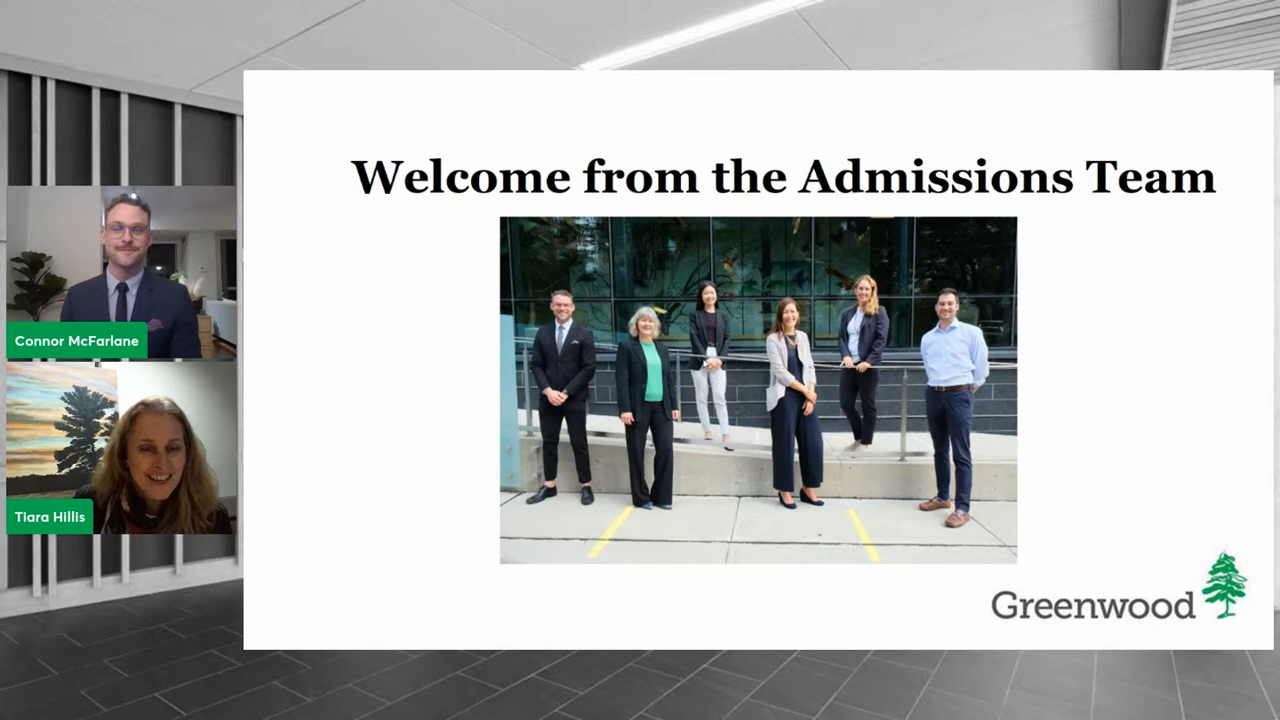 Welcome from the Admissions Team
Connor McFarlane
Tiara Hillis
Greenwood